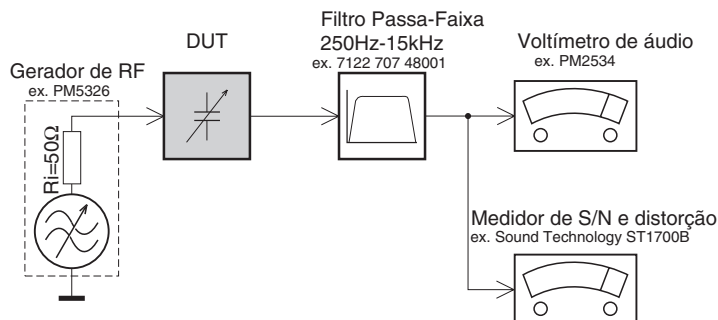 Gerador de RF
ex. PM5326
Ri=50Ω
DUT
Filtro Passa-Faixa
250Hz-15kHz
ex. 7122 707 48001
Voltímetro de áudio
ex. PM2534
Medidor de S/N e distorção
ex. Sound Technology ST1700B